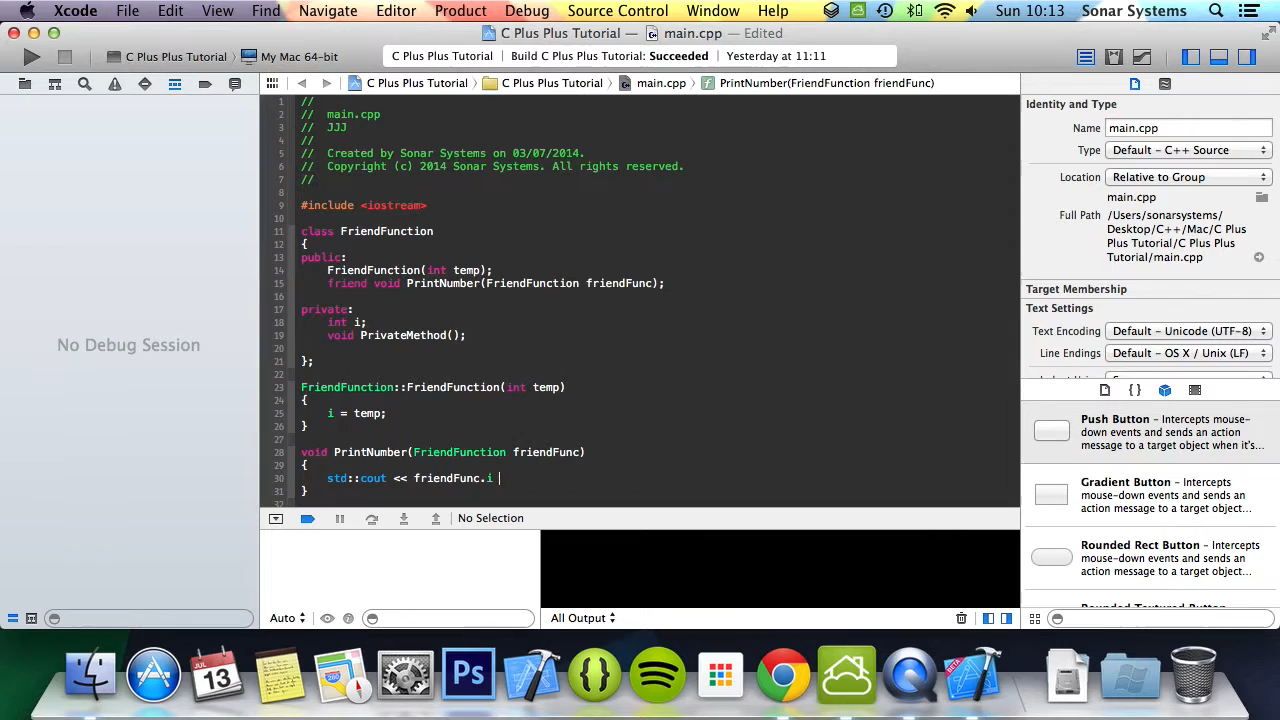 Xcode File Edit View Find Navigate Editor Product Debug Source Control Window Help Sun 10:13 Sonar Systems
C Plus Plus Tutorial — main.cpp — Edited
C Plus Plus Tutorial My Mac 64-bit C Plus Plus Tutorial Build C Plus Plus Tutorial: Succeeded Yesterday at 11:11
C Plus Plus Tutorial C Plus Plus Tutorial main.cpp PrintNumber(FriendFunction friendFunc)
No Debug Session
1 //
2 // main.cpp
3 // JJJ
4 //
5 // Created by Sonar Systems on 03/07/2014.
6 // Copyright (c) 2014 Sonar Systems. All rights reserved.
7 //
8
9 #include <iostream>
10
11 class FriendFunction
12 {
13 public:
14 FriendFunction(int temp);
15 friend void PrintNumber(FriendFunction friendFunc);
16
17 private:
18 int i;
19 void PrivateMethod();
20
21 };
22
23 FriendFunction::FriendFunction(int temp)
24 {
25 i = temp;
26 }
27
28 void PrintNumber(FriendFunction friendFunc)
29 {
30 std::cout << friendFunc.i
31 }
32
No Selection
Auto
All Output
Identity and Type
Name main.cpp
Type Default - C++ Source
Location Relative to Group
main.cpp
Full Path /Users/sonarsystems/
Desktop/C++/Mac/C Plus
Plus Tutorial/C Plus Plus
Tutorial/main.cpp
Target Membership
Text Settings
Text Encoding Default - Unicode (UTF-8)
Line Endings Default - OS X / Unix (LF)
Push Button - Intercepts mouse-
down events and sends an
action message to a target object when it's...
Gradient Button - Intercepts
mouse-down events and sends an
action message to a target object...
Rounded Rect Button - Intercepts
mouse-down events and sends an
action message to a target object...
JUL
13
280
Ps
BETA